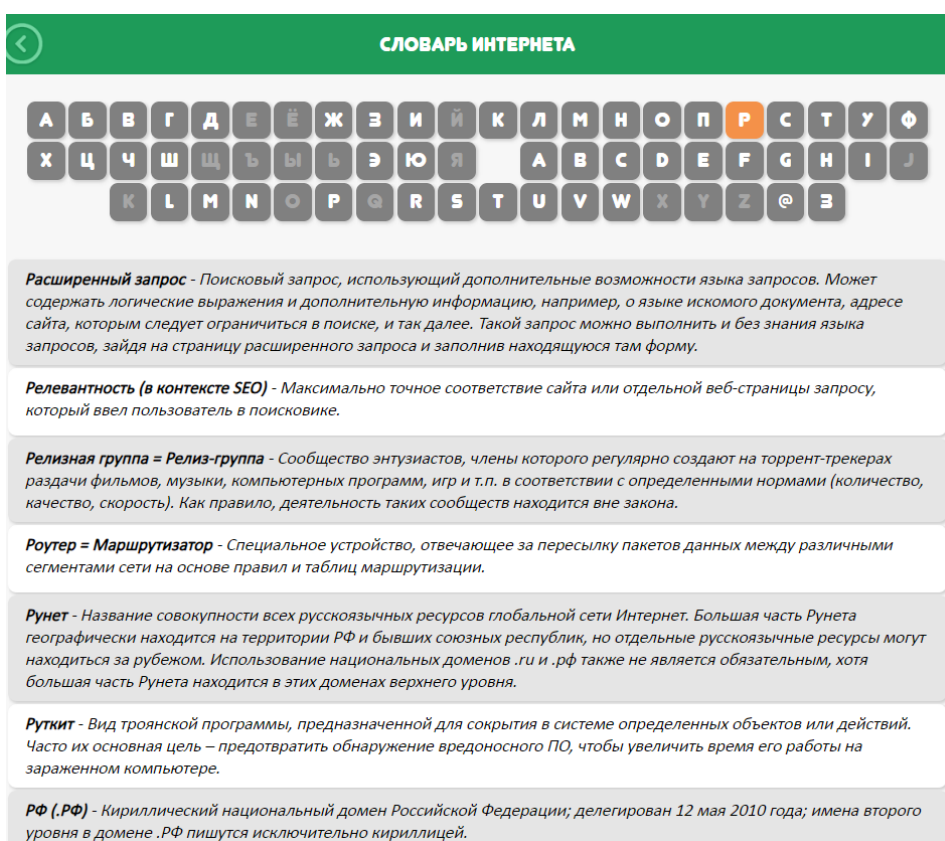 СЛОВАРЬ ИНТЕРНЕТА
А Б В Г Д Е Ё Ж З И Й К Л М Н О П Р С Т У Ф
Х Ц Ч Ш Щ Ъ Ы Ь Э Ю Я A B C D E F G H I J
K L M N O P Q R S T U V W X Y Z @ 3
Расширенный запрос - Поисковый запрос, использующий дополнительные возможности языка запросов. Может
содержать логические выражения и дополнительную информацию, например, о языке искомого документа, адресе
сайта, которым следует ограничиться в поиске, и так далее. Такой запрос можно выполнить и без знания языка
запросов, зайдя на страницу расширенного запроса и заполнив находящуюся там форму.
Релевантность (в контексте SEO) - Максимально точное соответствие сайта или отдельной веб-страницы запросу,
который ввел пользователь в поисковике.
Релизная группа = Релиз-группа - Сообщество энтузиастов, члены которого регулярно создают на торрент-трекерах
раздачи фильмов, музыки, компьютерных программ, игр и т.п. в соответствии с определенными нормами (количество,
качество, скорость). Как правило, деятельность таких сообществ находится вне закона.
Роутер = Маршрутизатор - Специальное устройство, отвечающее за пересылку пакетов данных между различными
сегментами сети на основе правил и таблиц маршрутизации.
Рунет - Название совокупности всех русскоязычных ресурсов глобальной сети Интернет. Большая часть Рунета
географически находится на территории РФ и бывших союзных республик, но отдельные русскоязычные ресурсы могут
находиться за рубежом. Использование национальных доменов .ru и .рф также не является обязательным, хотя
большая часть Рунета находится в этих доменах верхнего уровня.
Руткит - Вид троянской программы, предназначенной для сокрытия в системе определенных объектов или действий.
Часто их основная цель – предотвратить обнаружение вредоносного ПО, чтобы увеличить время его работы на
зараженном компьютере.
РФ (.РФ) - Кириллический национальный домен Российской Федерации; делегирован 12 мая 2010 года; имена второго
уровня в домене .РФ пишутся исключительно кириллицей.